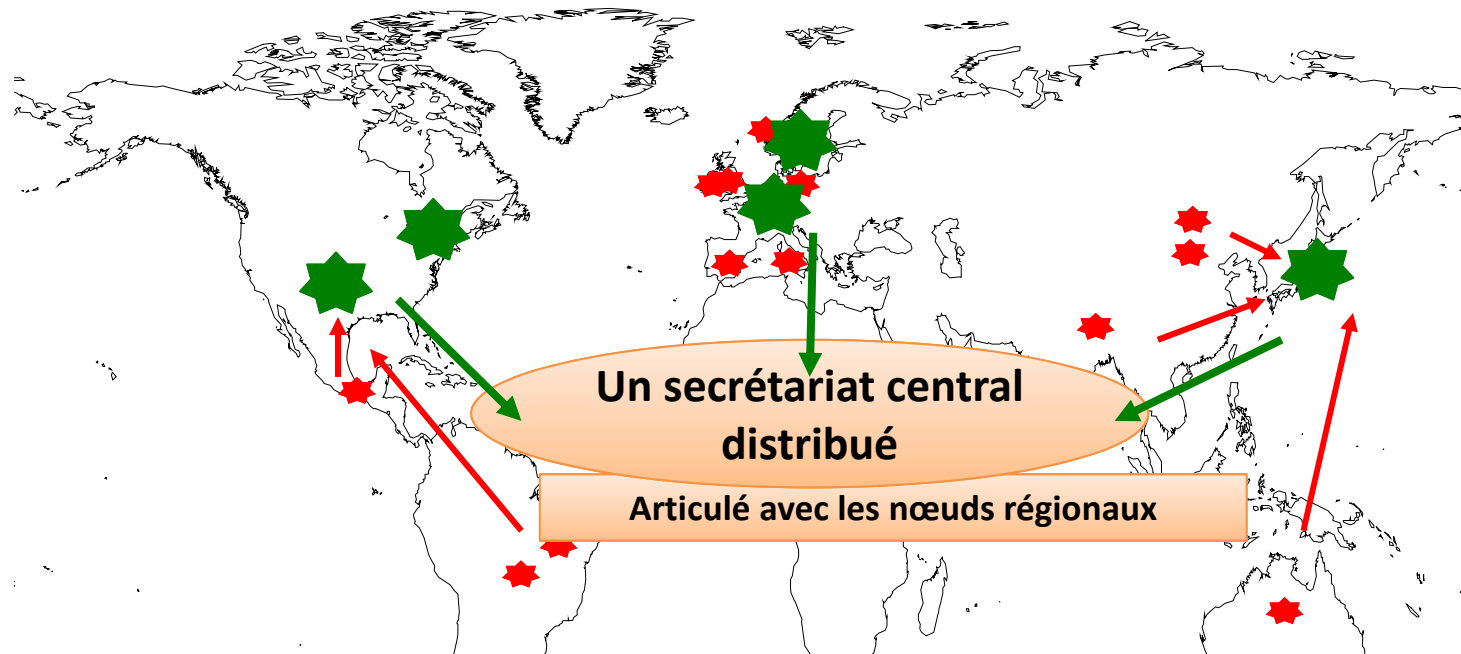 Un secrétariat central
distribué
Articulé avec les nœuds régionaux